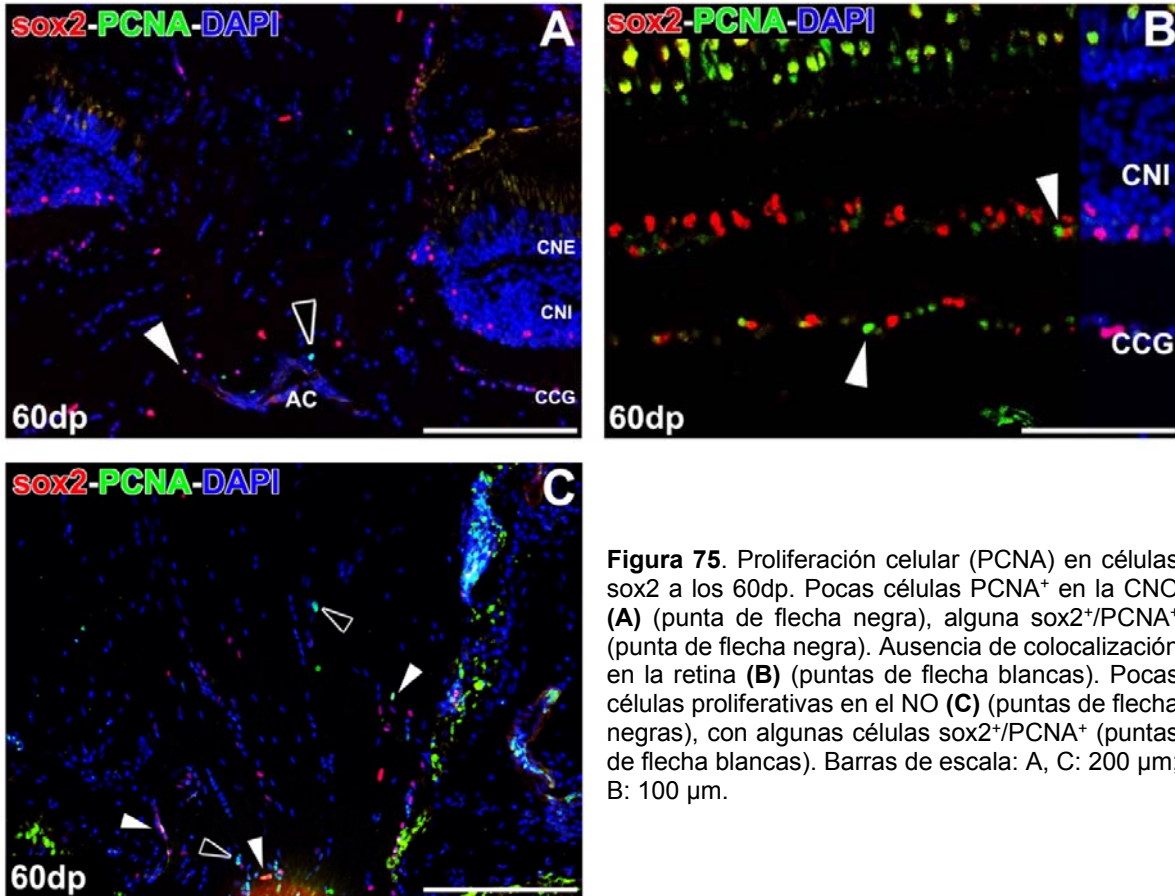 sox2-PCNA-DAPI A
CNE
CNI
AC
CCG
60dp
sox2-PCNA-DAPI B
CNI
CCG
60dp
sox2-PCNA-DAPI C
60dp
Figura 75. Proliferación celular (PCNA) en células
sox2 a los 60dp. Pocas células PCNA⁺ en la CNO
(A) (punta de flecha negra), alguna sox2⁺/PCNA⁺
(punta de flecha negra). Ausencia de colocalización
en la retina (B) (puntas de flecha blancas). Pocas
células proliferativas en el NO (C) (puntas de flecha
negras), con algunas células sox2⁺/PCNA⁺ (puntas
de flecha blancas). Barras de escala: A, C: 200 µm;
B: 100 µm.